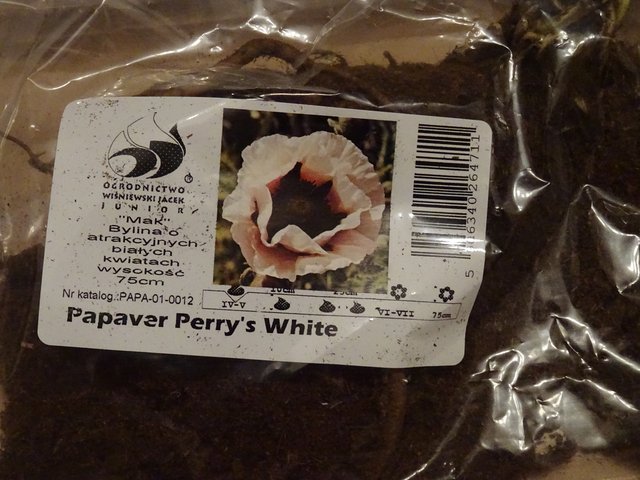 OGRODNICTWO
WIŚNIEWSKI JACEK
JUNIOR
"Mak"
Bylina o
atrakcyjnych
białych
kwiatach
wysokość
75cm
Nr katalog.:PAPA-01-0012
IV-V
VI-VII
75cm
Papaver Perry's White